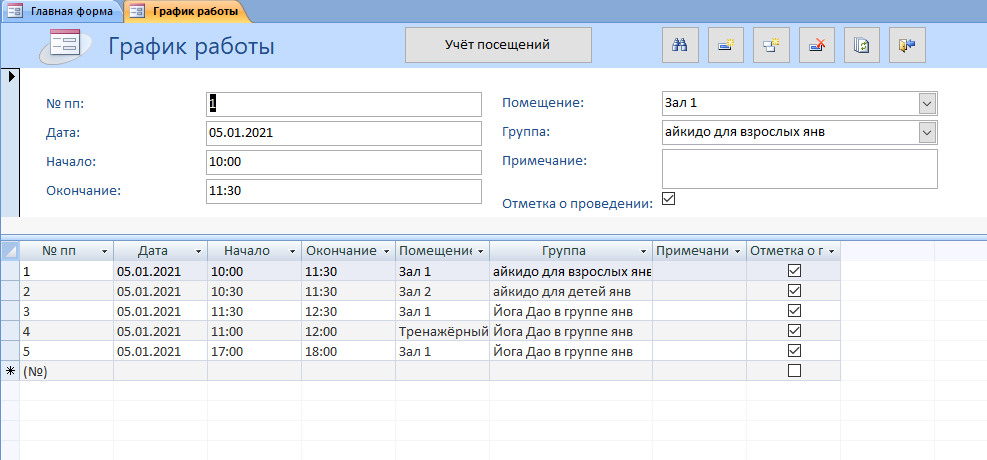 Главная форма График работы
График работы Учёт посещений
№ пп: 1 Помещение: Зал 1
Дата: 05.01.2021 Группа: айкидо для взрослых янв
Начало: 10:00 Примечание:
Окончание: 11:30 Отметка о проведении:
№ пп Дата Начало Окончание Помещение Группа Примечани Отметка о г
1 05.01.2021 10:00 11:30 Зал 1 айкидо для взрослых янв
2 05.01.2021 10:30 11:30 Зал 2 айкидо для детей янв
3 05.01.2021 11:30 12:30 Зал 1 Йога Дао в группе янв
4 05.01.2021 11:00 12:00 Тренажёрный Йога Дао в группе янв
5 05.01.2021 17:00 18:00 Зал 1 Йога Дао в группе янв
(№)